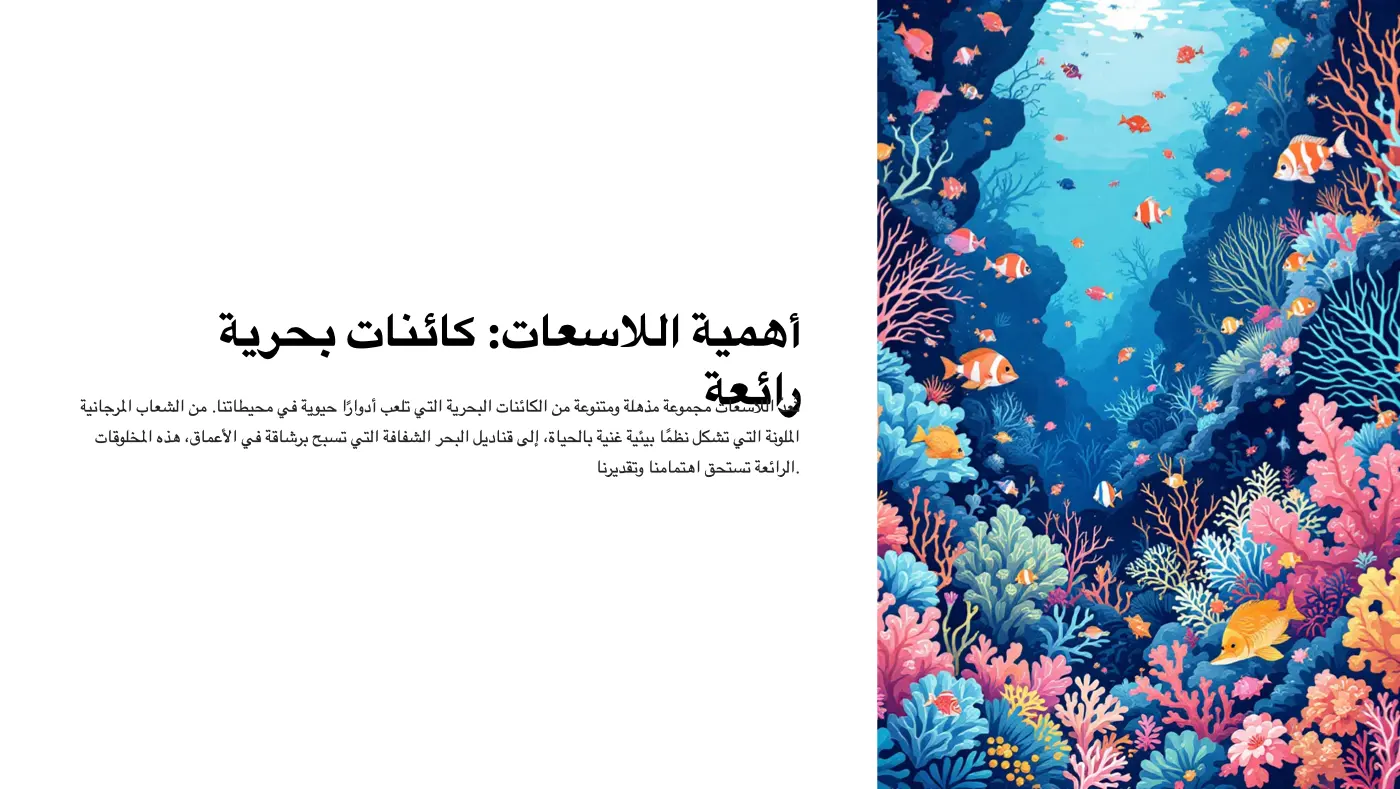 أهمية اللاسعات: كائنات بحرية
رائعة
تُعد اللاسعات مجموعة مذهلة ومتنوعة من الكائنات البحرية التي تلعب أدوارًا حيوية في محيطاتنا. من الشعاب المرجانية
الملونة التي تشكل نظمًا بيئية غنية بالحياة، إلى قناديل البحر الشفافة التي تسبح برشاقة في الأعماق، هذه المخلوقات
الرائعة تستحق اهتمامنا وتقديرنا.